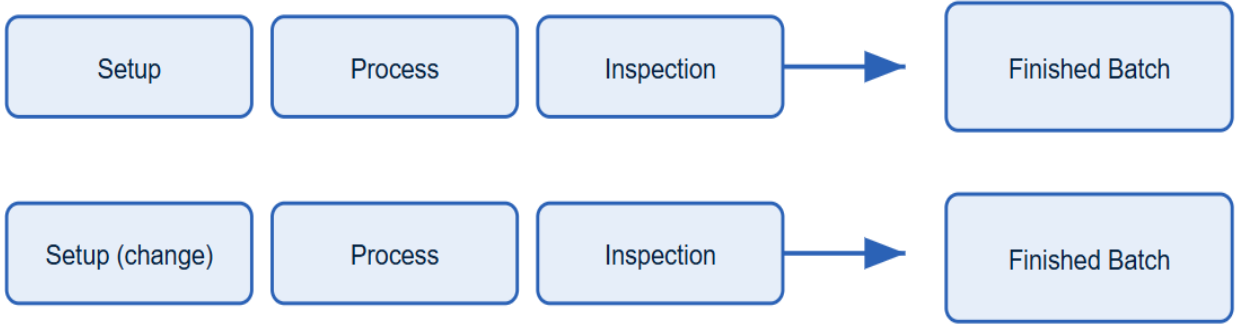 Setup
Process
Inspection
Finished Batch
Setup (change)
Process
Inspection
Finished Batch